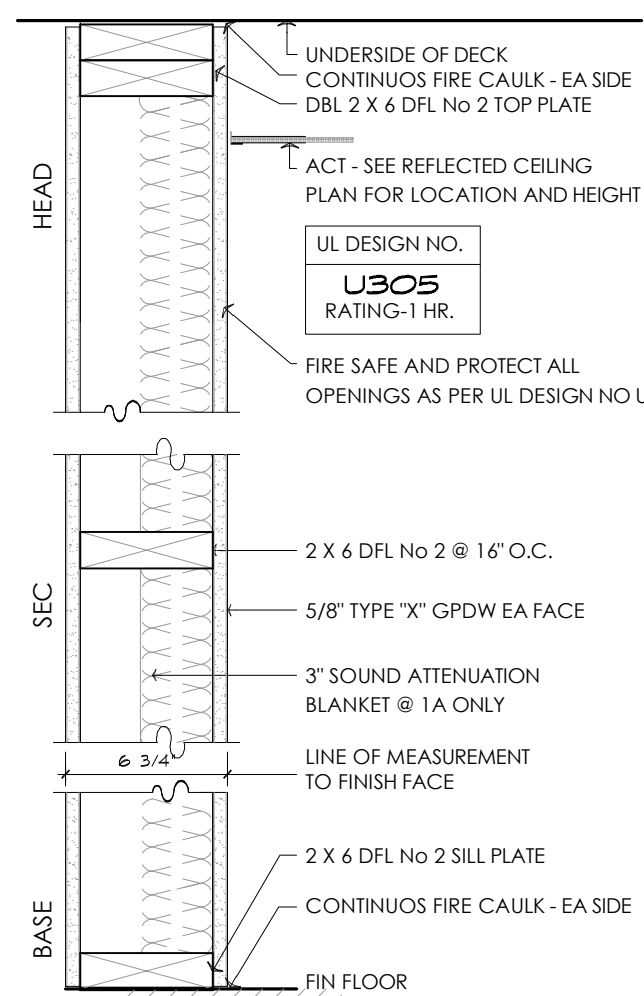 UNDERSIDE OF DECK
CONTINUOS FIRE CAULK - EA SIDE
DBL 2 X 6 DFL No 2 TOP PLATE
HEAD
ACT - SEE REFLECTED CEILING
PLAN FOR LOCATION AND HEIGHT
UL DESIGN NO.
U305
RATING-1 HR.
FIRE SAFE AND PROTECT ALL
OPENINGS AS PER UL DESIGN NO U
2 X 6 DFL No 2 @ 16" O.C.
SEC
5/8" TYPE "X" GPDW EA FACE
3" SOUND ATTENUATION
BLANKET @ 1A ONLY
6 3/4"
LINE OF MEASUREMENT
TO FINISH FACE
2 X 6 DFL No 2 SILL PLATE
BASE
CONTINUOS FIRE CAULK - EA SIDE
FIN FLOOR